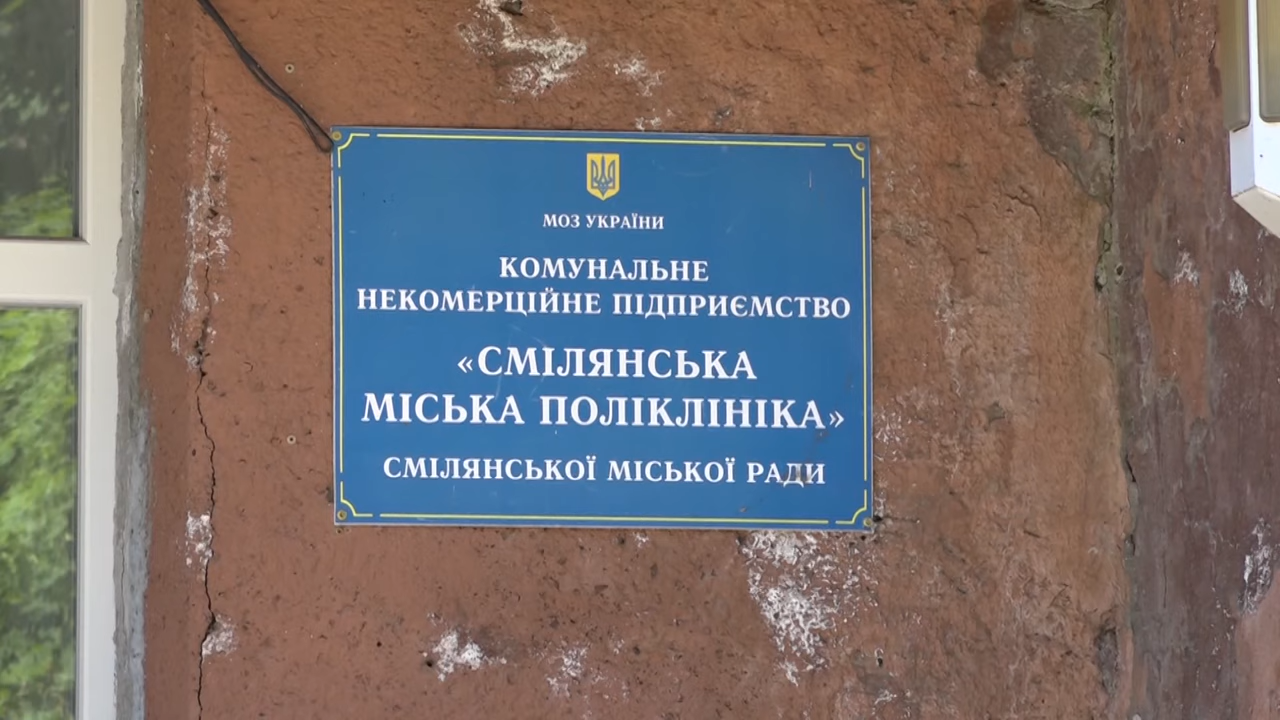 МОЗ УКРАЇНИ
КОМУНАЛЬНЕ
НЕКОМЕРЦІЙНЕ ПІДПРИЄМСТВО
«СМІЛЯНСЬКА
МІСЬКА ПОЛІКЛІНІКА»
СМІЛЯНСЬКОЇ МІСЬКОЇ РАДИ